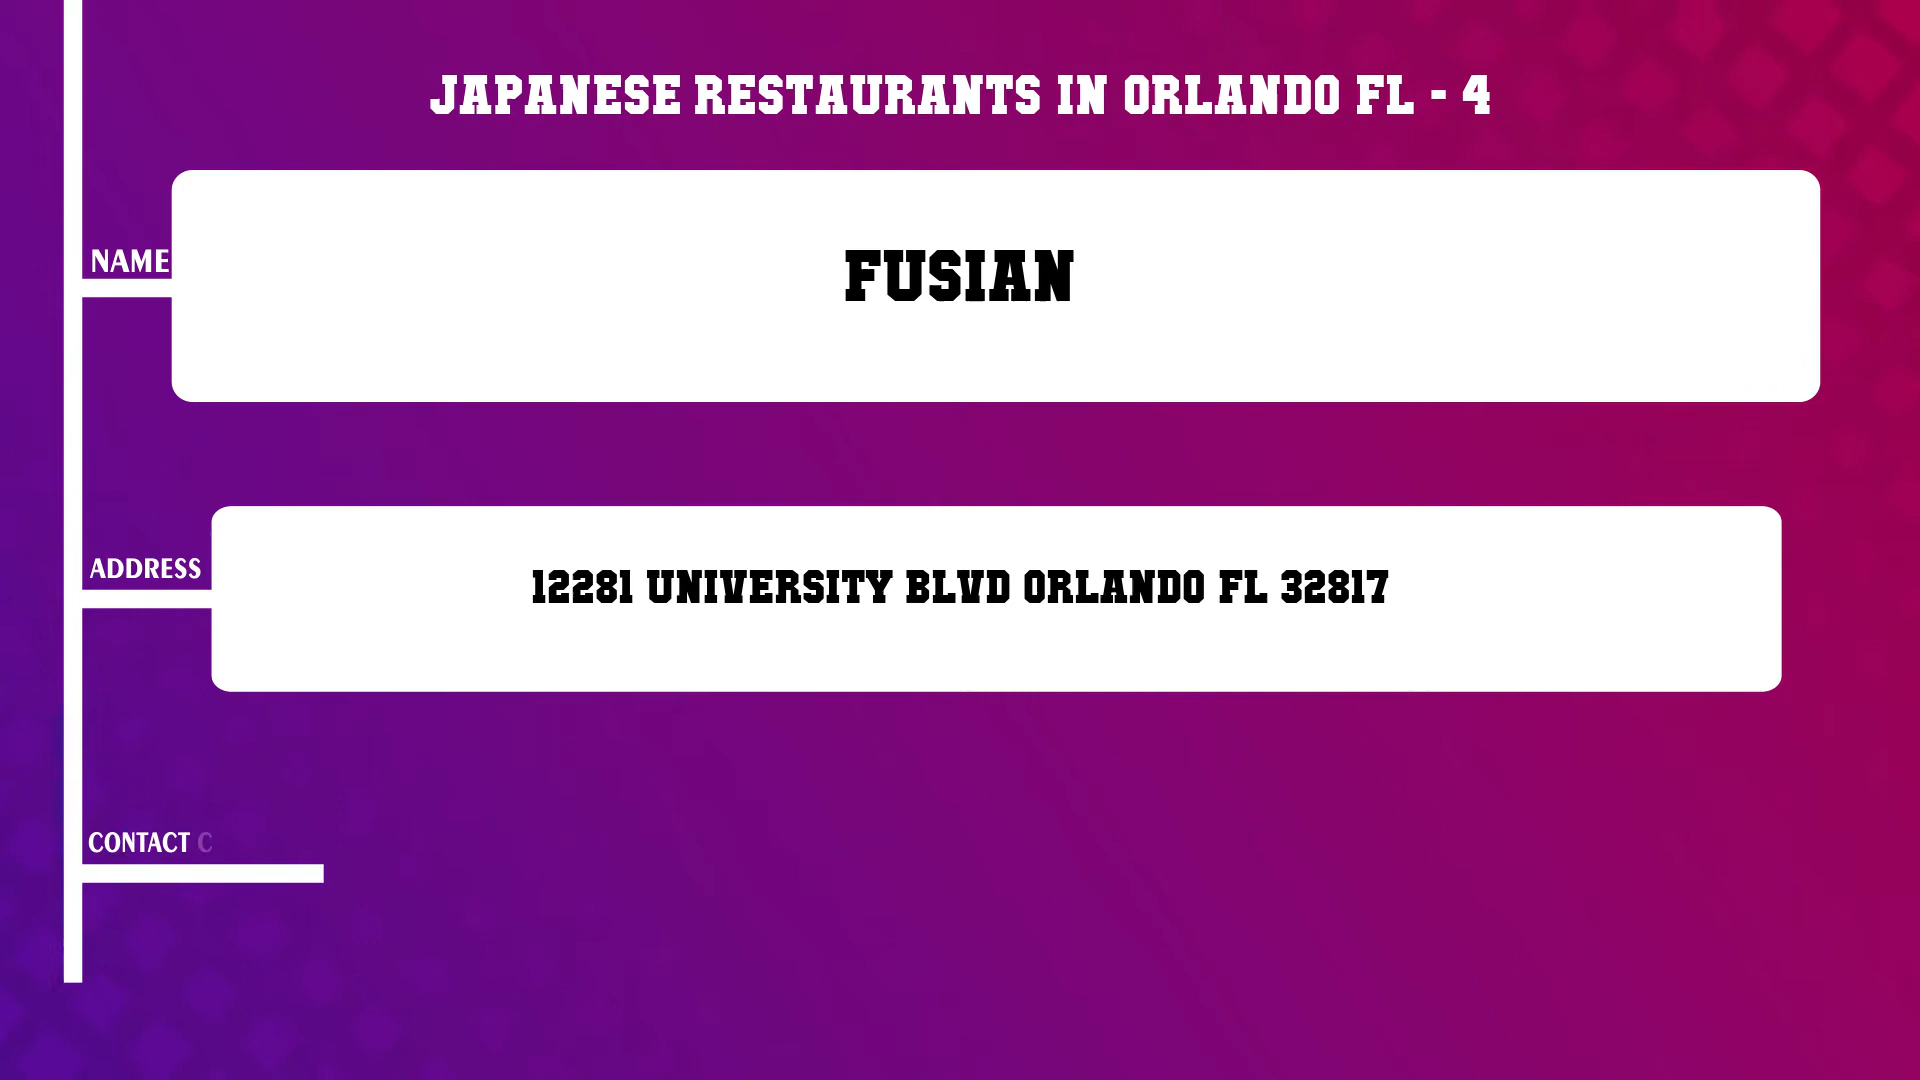 JAPANESE RESTAURANTS IN ORLANDO FL - 4
NAME
FUSIAN
ADDRESS
12281 UNIVERSITY BLVD ORLANDO FL 32817
CONTACT C